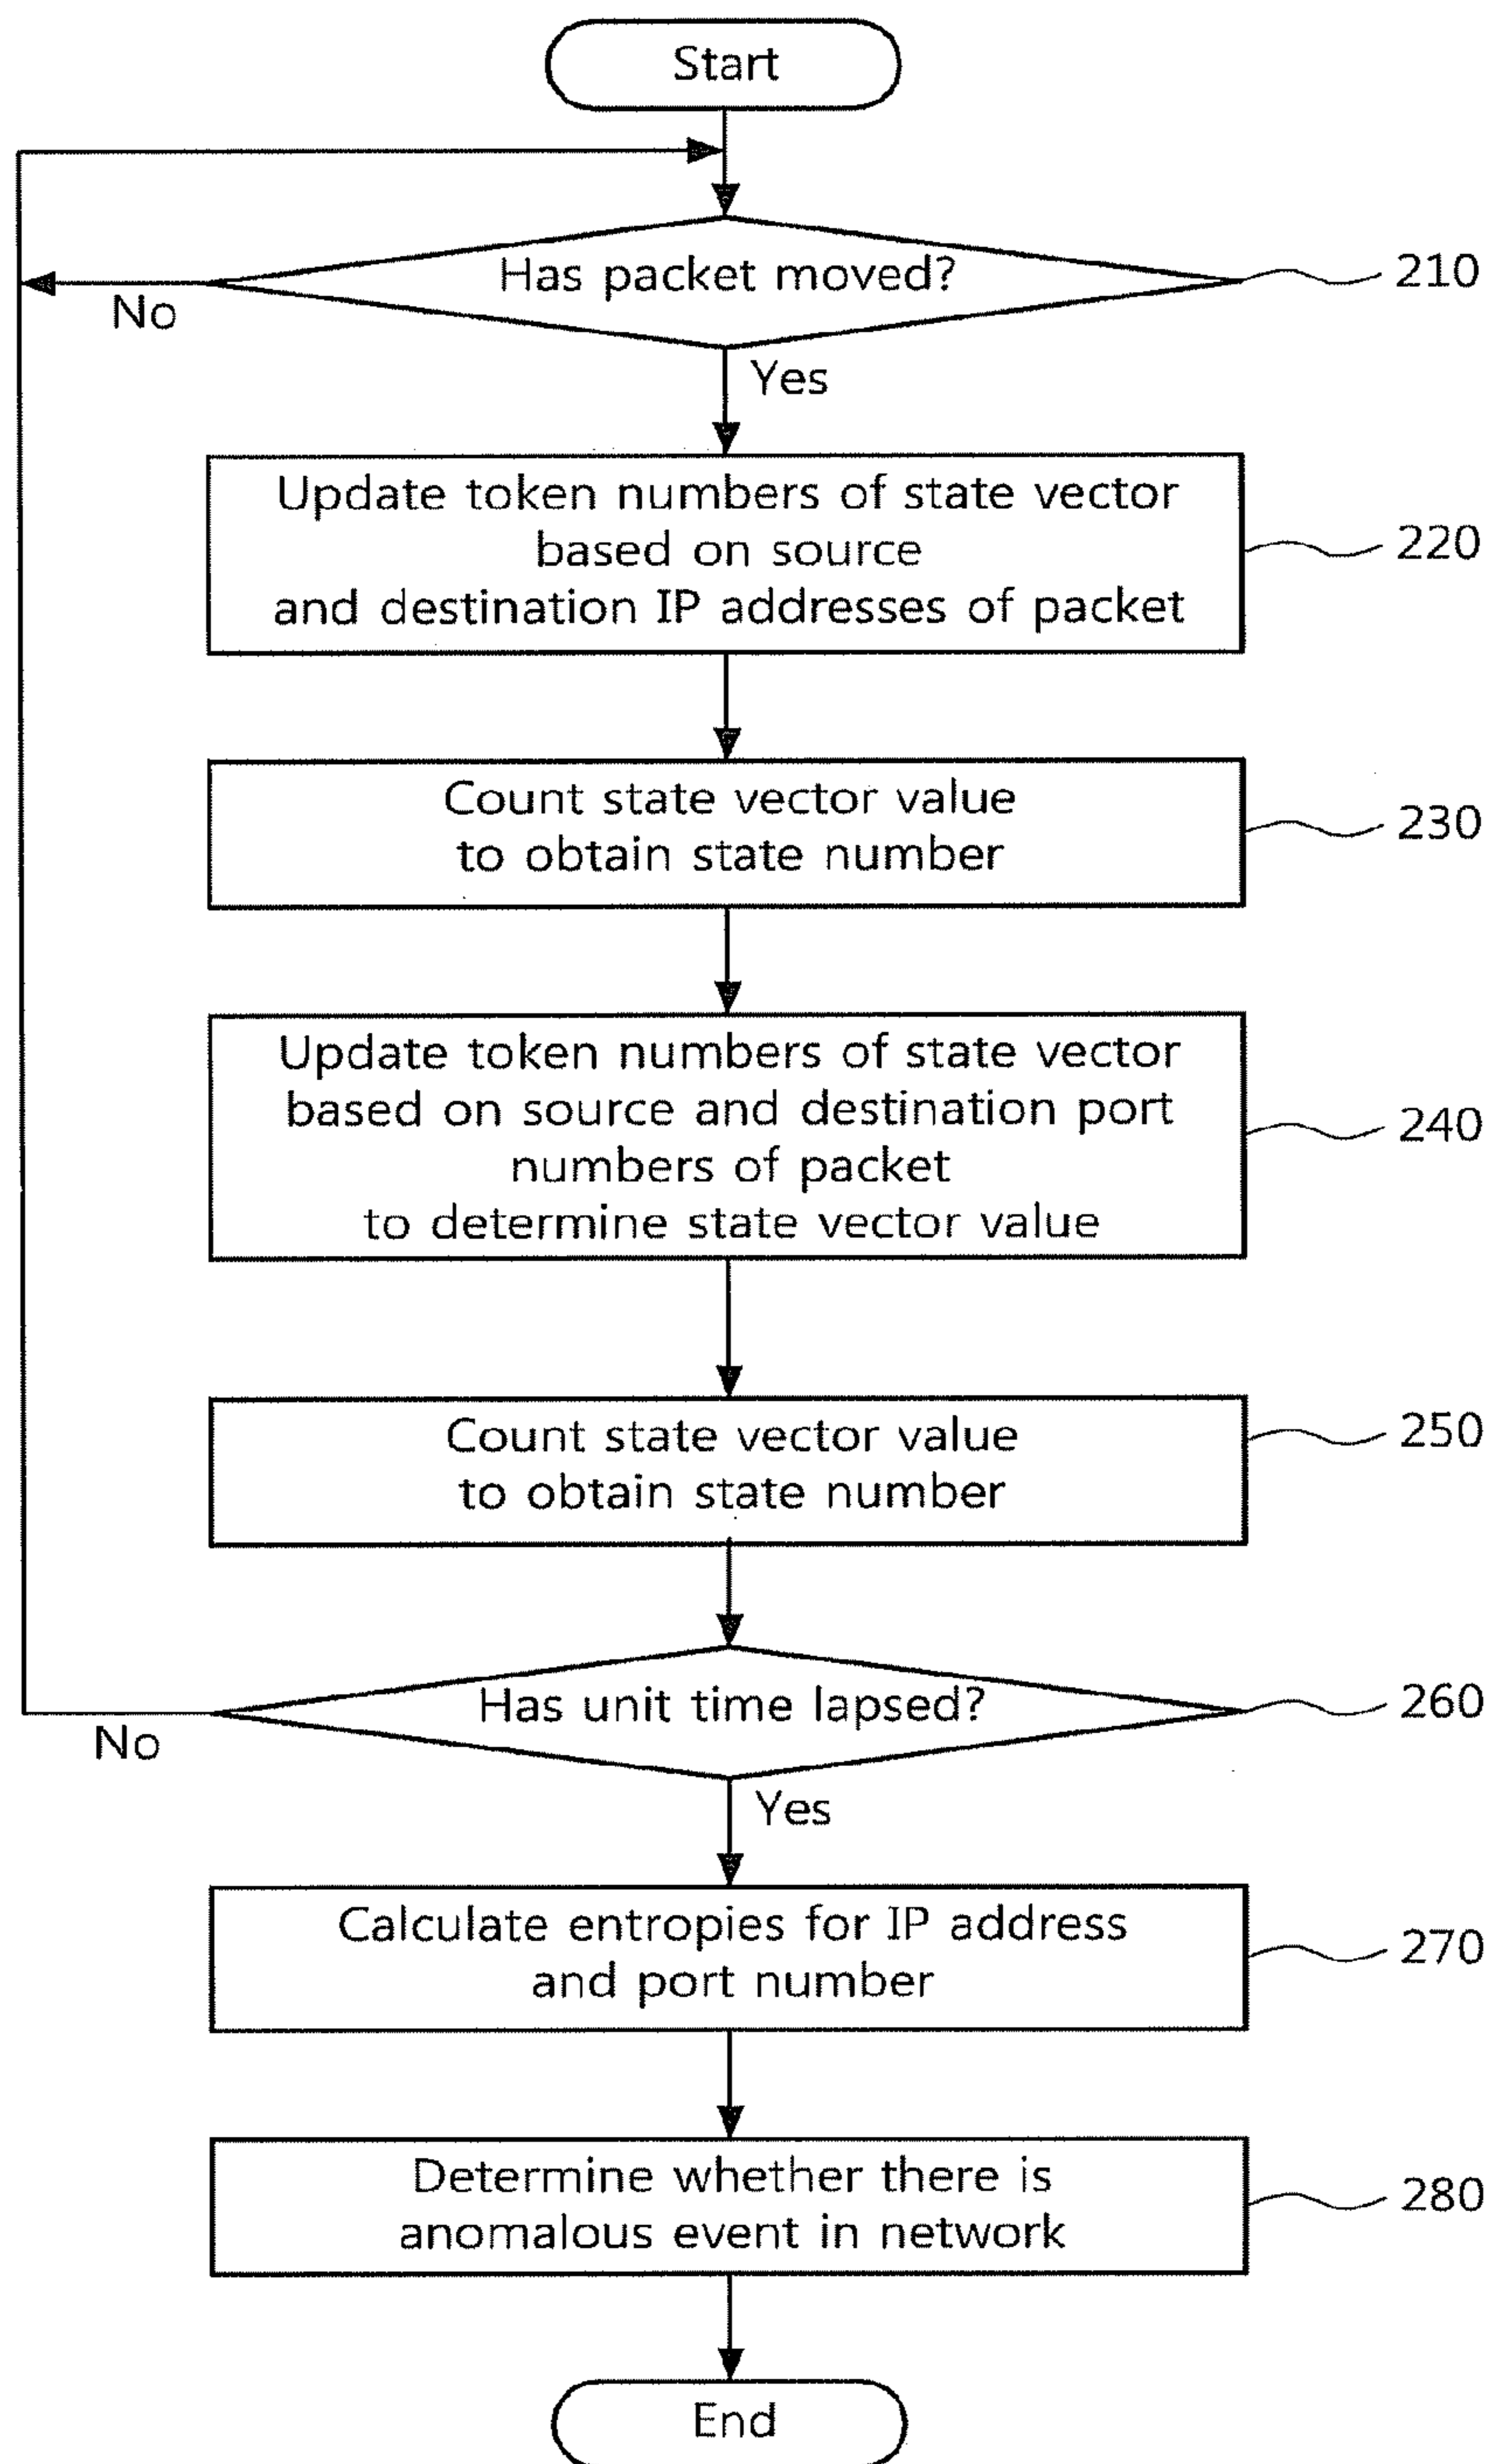 Start
Has packet moved?
210
No
Yes
Update token numbers of state vector
based on source
and destination IP addresses of packet
220
Count state vector value
to obtain state number
230
Update token numbers of state vector
based on source and destination port
numbers of packet
to determine state vector value
240
Count state vector value
to obtain state number
250
Has unit time lapsed?
260
No
Yes
Calculate entropies for IP address
and port number
270
Determine whether there is
anomalous event in network
280
End